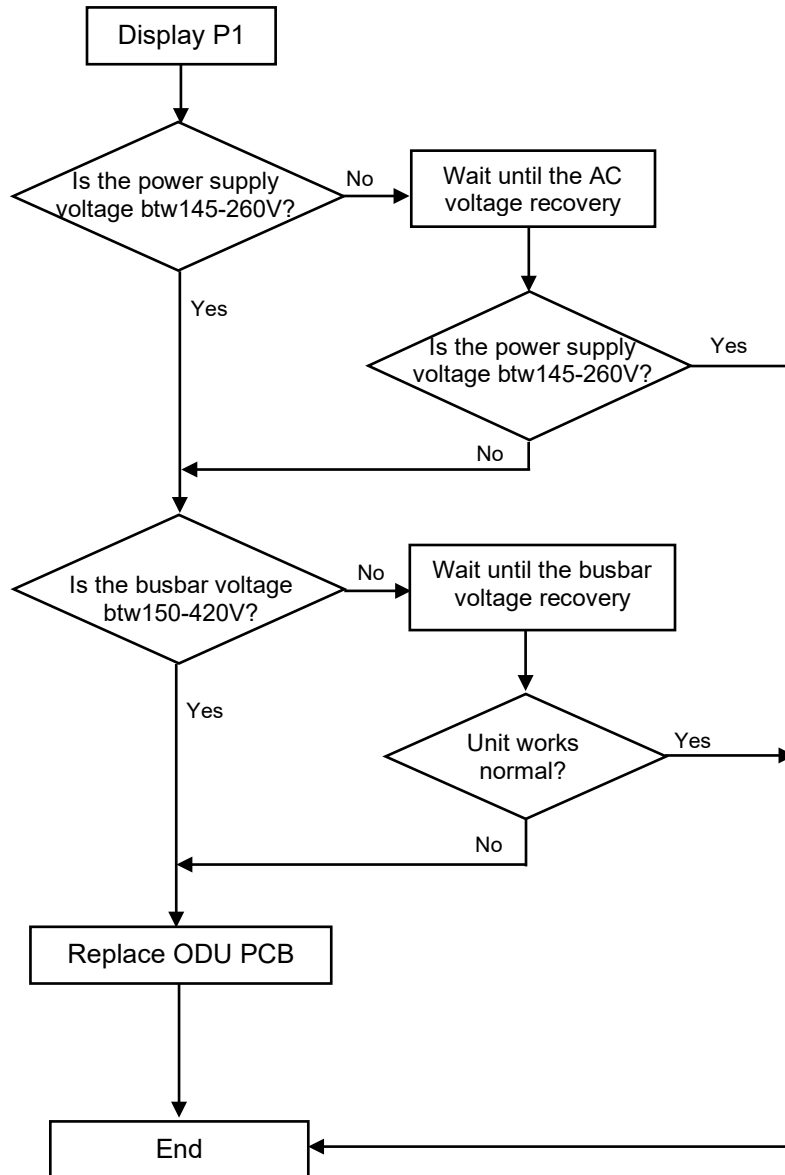 Display P1
Is the power supply
voltage btw145-260V?
No
Wait until the AC
voltage recovery
Yes
Is the power supply
voltage btw145-260V?
Yes
No
Is the busbar voltage
btw150-420V?
No
Wait until the busbar
voltage recovery
Yes
Unit works
normal?
Yes
No
Replace ODU PCB
End